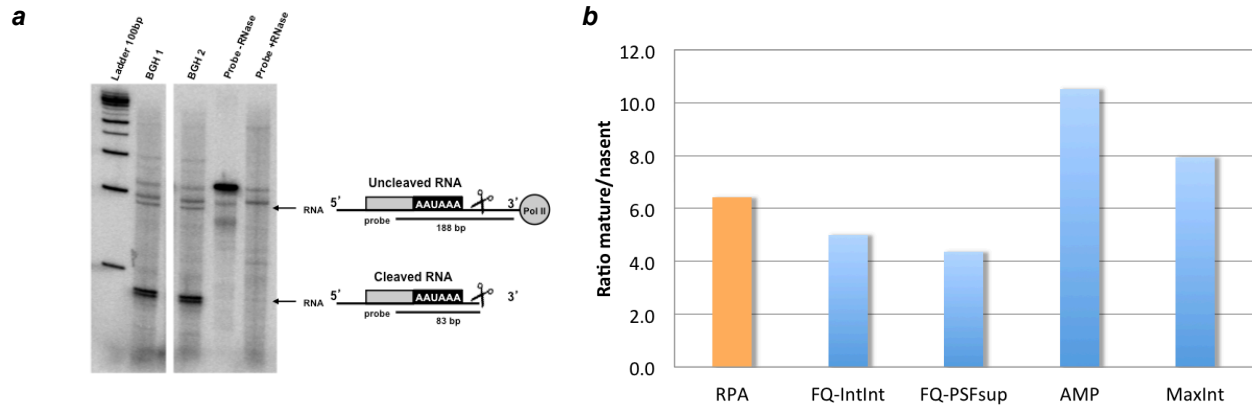 a
Ladder 100bp
BGH 1
BGH 2
Probe -RNase
Probe +RNase
Uncleaved RNA
RNA 5' AAUAAA 3' Pol II
probe
188 bp
Cleaved RNA
RNA 5' AAUAAA 3'
probe
83 bp
b
Ratio mature/nasent
12.0
10.0
8.0
6.0
4.0
2.0
0.0
RPA FQ-IntInt FQ-PSFsup AMP MaxInt